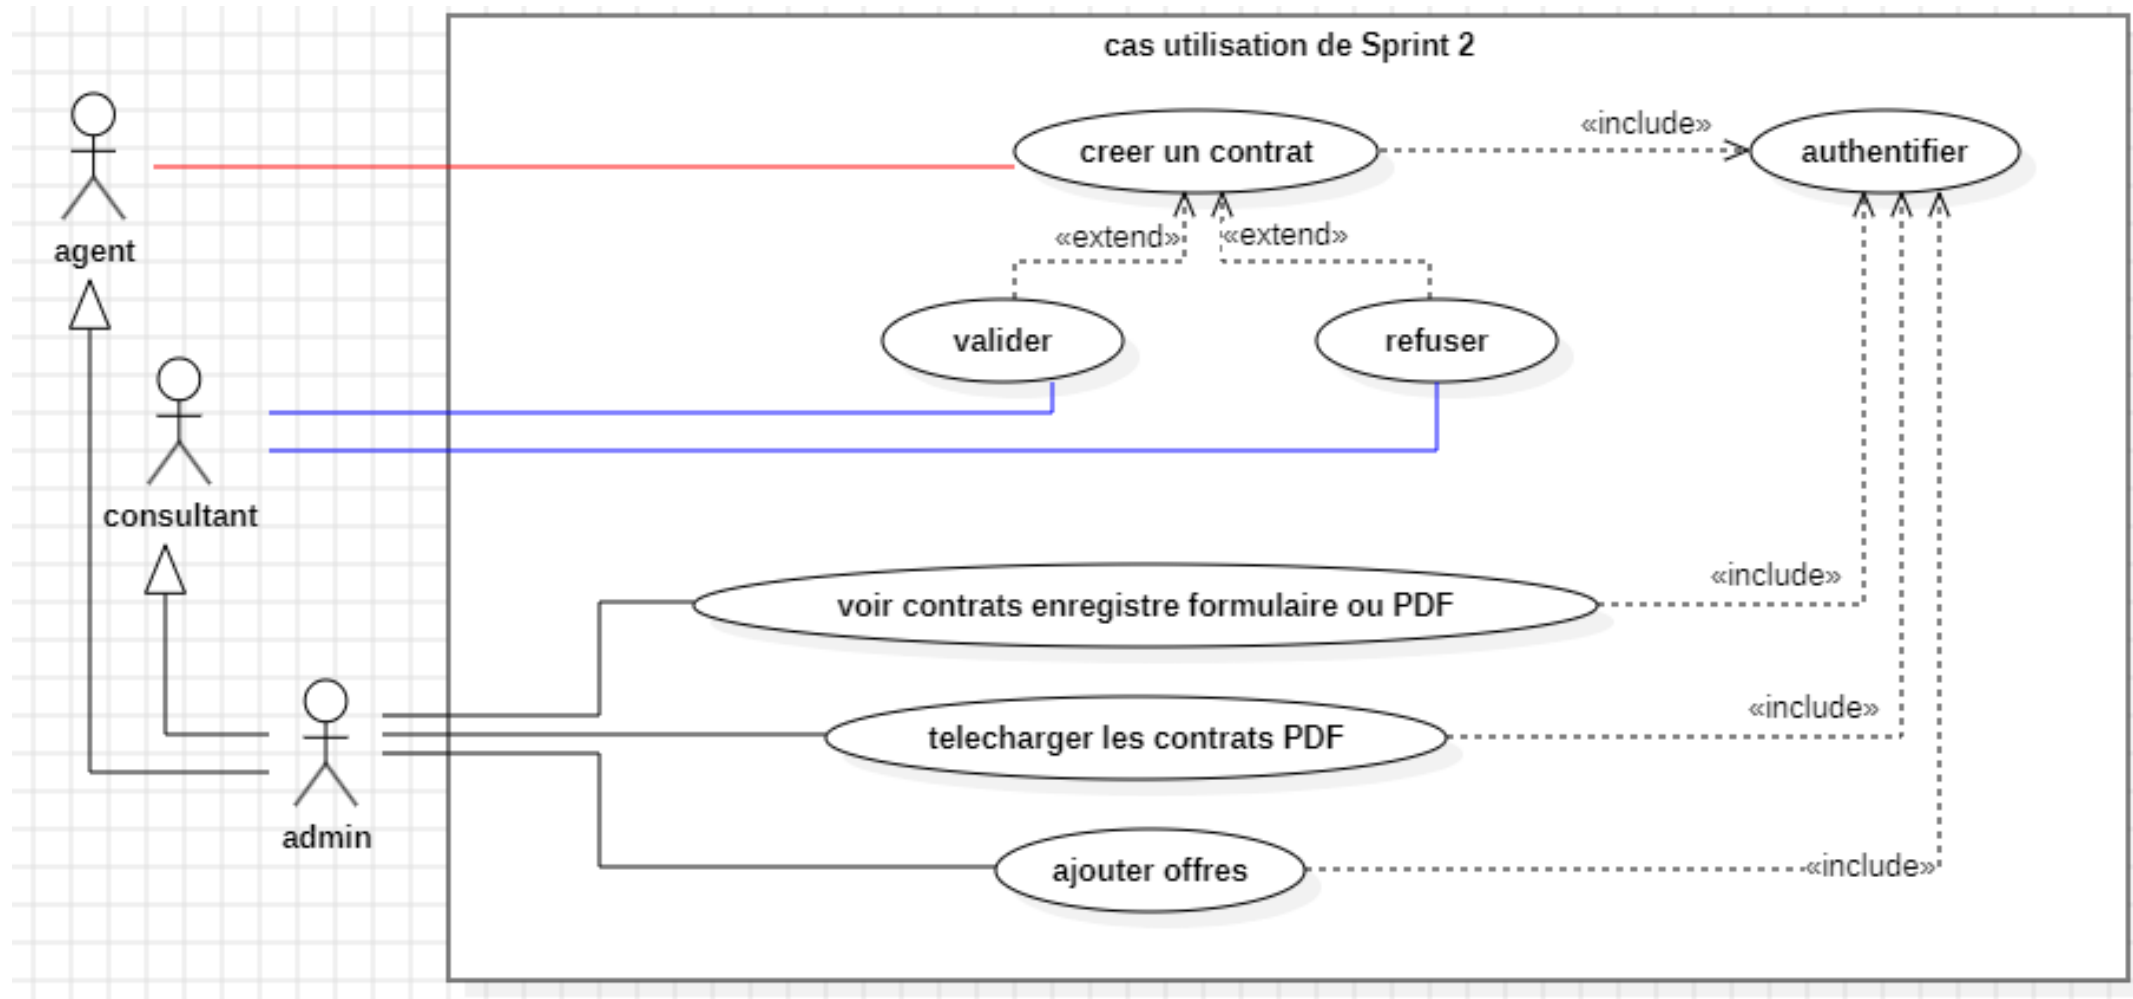 cas utilisation de Sprint 2
creer un contrat
«include»
authentifier
agent
«extend»
«extend»
valider
refuser
consultant
voir contrats enregistre formulaire ou PDF
«include»
telecharger les contrats PDF
«include»
admin
ajouter offres
«include»